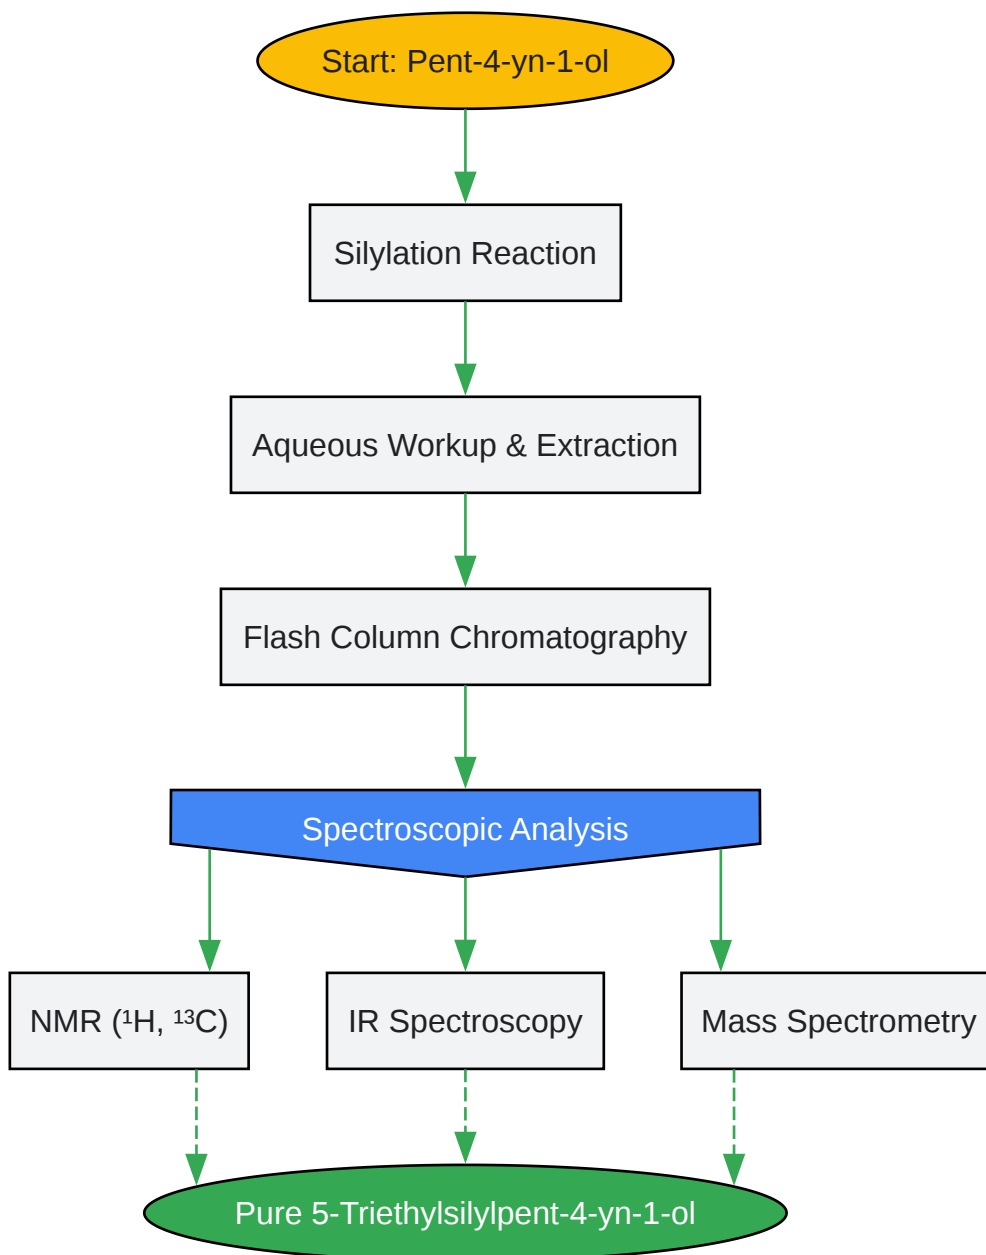 Start: Pent-4-yn-1-ol
Silylation Reaction
Aqueous Workup & Extraction
Flash Column Chromatography
Spectroscopic Analysis
NMR (¹H, ¹³C)
IR Spectroscopy
Mass Spectrometry
Pure 5-Triethylsilylpent-4-yn-1-ol